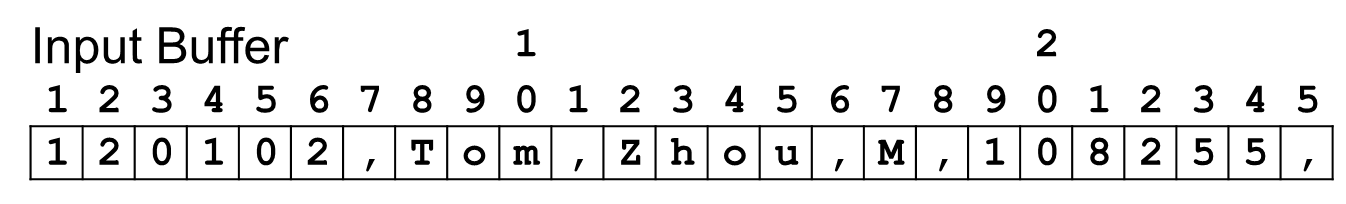 Input Buffer 1 2
1 2 3 4 5 6 7 8 9 0 1 2 3 4 5 6 7 8 9 0 1 2 3 4 5
1 2 0 1 0 2 , T o m , Z h o u , M , 1 0 8 2 5 5 ,